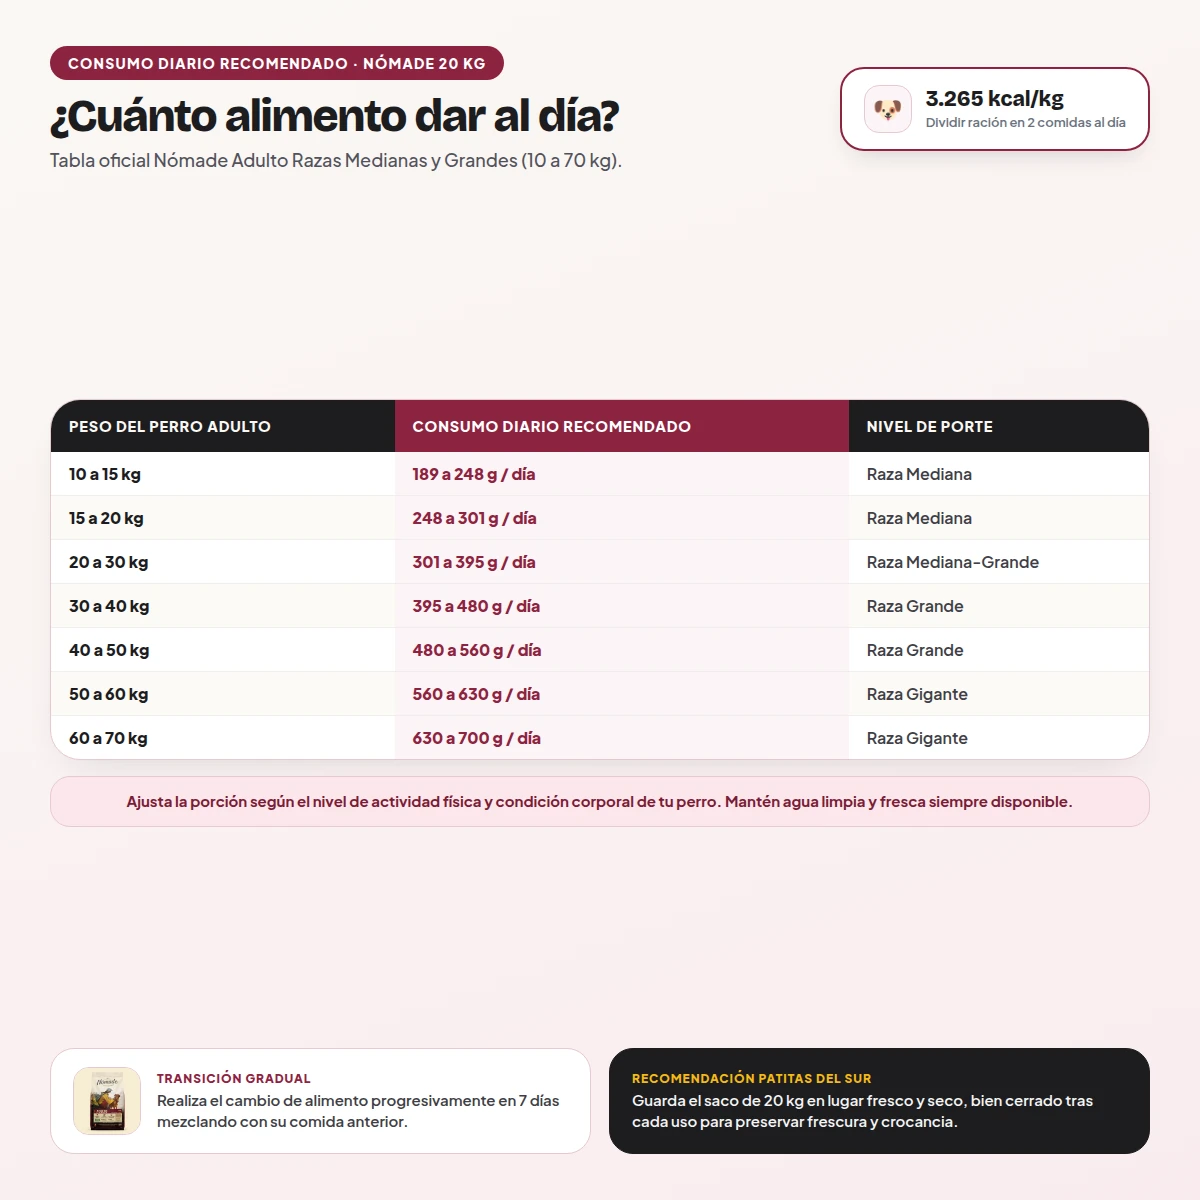 CONSUMO DIARIO RECOMENDADO · NÓMADE 20 KG
¿Cuánto alimento dar al día?
Tabla oficial Nómade Adulto Razas Medianas y Grandes (10 a 70 kg).
3.265 kcal/kg
Dividir ración en 2 comidas al día
PESO DEL PERRO ADULTO CONSUMO DIARIO RECOMENDADO NIVEL DE PORTE
10 a 15 kg 189 a 248 g / día Raza Mediana
15 a 20 kg 248 a 301 g / día Raza Mediana
20 a 30 kg 301 a 395 g / día Raza Mediana-Grande
30 a 40 kg 395 a 480 g / día Raza Grande
40 a 50 kg 480 a 560 g / día Raza Grande
50 a 60 kg 560 a 630 g / día Raza Gigante
60 a 70 kg 630 a 700 g / día Raza Gigante
Ajusta la porción según el nivel de actividad física y condición corporal de tu perro. Mantén agua limpia y fresca siempre disponible.
Nómade
TRANSICIÓN GRADUAL
Realiza el cambio de alimento progresivamente en 7 días
mezclando con su comida anterior.
RECOMENDACIÓN PATITAS DEL SUR
Guarda el saco de 20 kg en lugar fresco y seco, bien cerrado tras
cada uso para preservar frescura y crocancia.